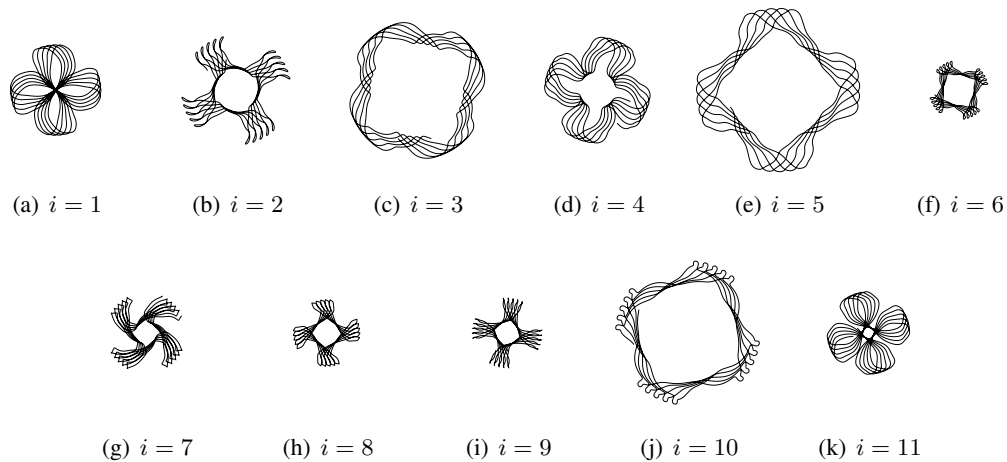 (a) i = 1 (b) i = 2 (c) i = 3 (d) i = 4 (e) i = 5 (f) i = 6
(g) i = 7 (h) i = 8 (i) i = 9 (j) i = 10 (k) i = 11